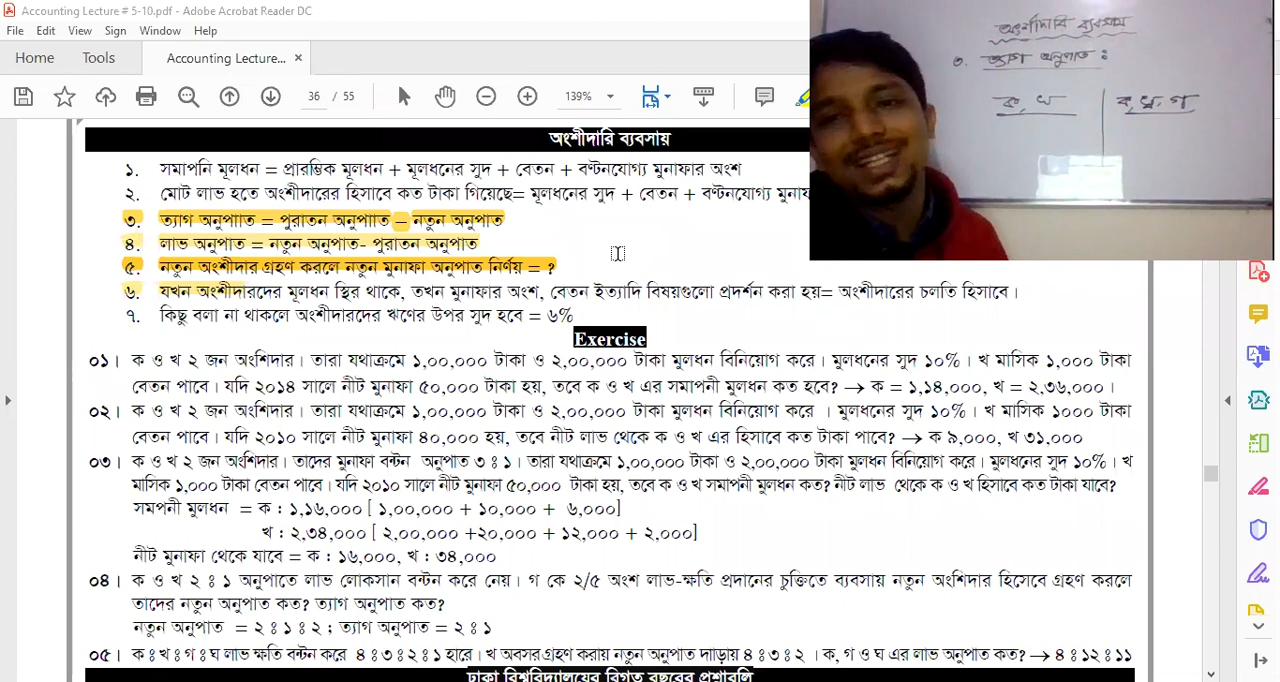 Accounting Lecture # 5-10.pdf - Adobe Acrobat Reader DC
File Edit View Sign Window Help
Home Tools Accounting Lecture... ×
36 / 55 139%
অংশীদারি ব্যবসায়
৩. ত্যাগ অনুপাত :
ক, খ ক, খ, গ
অংশীদারি ব্যবসায়
১. সমাপনি মূলধন = প্রারম্ভিক মূলধন + মূলধনের সুদ + বেতন + বণ্টনযোগ্য মুনাফার অংশ
২. মোট লাভ হতে অংশীদারের হিসাবে কত টাকা গিয়েছে= মূলধনের সুদ + বেতন + বণ্টনযোগ্য মুনাফ
৩. ত্যাগ অনুপাাত = পুরাতন অনুপাাত – নতুন অনুপাত
৪. লাভ অনুপাত = নতুন অনুপাত- পুরাতন অনুপাত
৫. নতুন অংশীদার গ্রহণ করলে নতুন মুনাফা অনুপাত নির্ণয় = ?
৬. যখন অংশীদারদের মূলধন স্থির থাকে, তখন মুনাফার অংশ, বেতন ইত্যাদি বিষয়গুলো প্রদর্শন করা হয়= অংশীদারের চলতি হিসাবে।
৭. কিছু বলা না থাকলে অংশীদারদের ঋণের উপর সুদ হবে = ৬%
Exercise
০১। ক ও খ ২ জন অংশিদার। তারা যথাক্রমে ১,০০,০০০ টাকা ও ২,০০,০০০ টাকা মুলধন বিনিয়োগ করে। মুলধনের সুদ ১০%। খ মাসিক ১,০০০ টাকা
বেতন পাবে। যদি ২০১৪ সালে নীট মুনাফা ৫০,০০০ টাকা হয়, তবে ক ও খ এর সমাপনী মুলধন কত হবে? → ক = ১,১৪,০০০, খ = ২,৩৬,০০০।
০২। ক ও খ ২ জন অংশিদার। তারা যথাক্রমে ১,০০,০০০ টাকা ও ২,০০,০০০ টাকা মুলধন বিনিয়োগ করে । মুলধনের সুদ ১০%। খ মাসিক ১০০০ টাকা
বেতন পাবে। যদি ২০১০ সালে নীট মুনাফা ৪০,০০০ হয়, তবে নীট লাভ থেকে ক ও খ এর হিসাবে কত টাকা পাবে? → ক ৯,০০০, খ ৩১,০০০
০৩। ক ও খ ২ জন অংশিদার। তাদের মুনাফা বন্টন অনুপাত ৩ ঃ ১। তারা যথাক্রমে ১,০০,০০০ টাকা ও ২,০০,০০০ টাকা মুলধন বিনিয়োগ করে। মুলধনের সুদ ১০%। খ
মাসিক ১,০০০ টাকা বেতন পাবে। যদি ২০১০ সালে নীট মুনাফা ৫০,০০০ টাকা হয়, তবে ক ও খ সমাপনী মুলধন কত? নীট লাভ থেকে ক ও খ হিসাবে কত টাকা যাবে?
সমপনী মুলধন = ক : ১,১৬,০০০ [ ১,০০,০০০ + ১০,০০০ + ৬,০০০]
খ : ২,৩৪,০০০ [ ২,০০,০০০ +২০,০০০ + ১২,০০০ + ২,০০০]
নীট মুনাফা থেকে যাবে = ক : ১৬,০০০, খ : ৩৪,০০০
০৪। ক ও খ ২ ঃ ১ অনুপাতে লাভ লোকসান বন্টন করে নেয়। গ কে ২/৫ অংশ লাভ-ক্ষতি প্রদানের চুক্তিতে ব্যবসায় নতুন অংশিদার হিসেবে গ্রহণ করলে
তাদের নতুন অনুপাত কত? ত্যাগ অনুপাত কত?
নতুন অনুপাত = ২ ঃ ১ ঃ ২ ; ত্যাগ অনুপাত = ২ ঃ ১
০৫। ক ঃ খ ঃ গ ঃ ঘ লাভ ক্ষতি বন্টন করে ৪ ঃ ৩ ঃ ২ ঃ ১ হারে। খ অবসর গ্রহণ করায় নতুন অনুপাত দাাড়ায় ৪ ঃ ৩ ঃ ২ । ক, গ ও ঘ এর লাভ অনুপাত কত? → ৪ ঃ ১২ ঃ ১১
ঢাকা বিশ্ববিদ্যালয়ের বিগত বছরের প্রশ্নাবলি